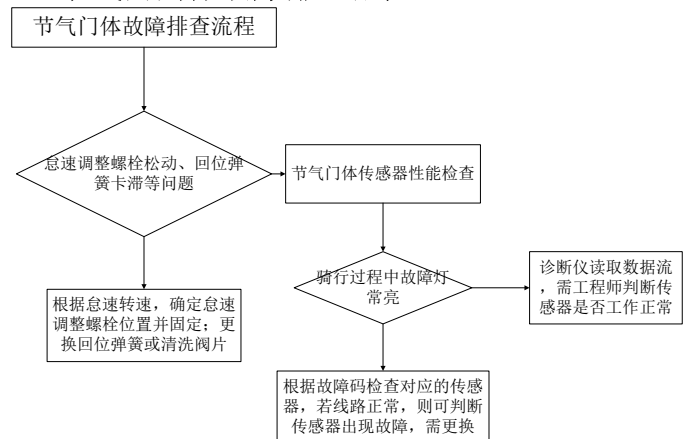 节气门体故障排查流程
怠速调整螺栓松动、回位弹
簧卡滞等问题
节气门体传感器性能检查
骑行过程中故障灯
常亮
诊断仪读取数据流
，需工程师判断传
感器是否工作正常
根据怠速转速，确定怠速
调整螺栓位置并固定；更
换回位弹簧或清洗阀片
根据故障码检查对应的传感
器，若线路正常，则可判断
传感器出现故障，需更换